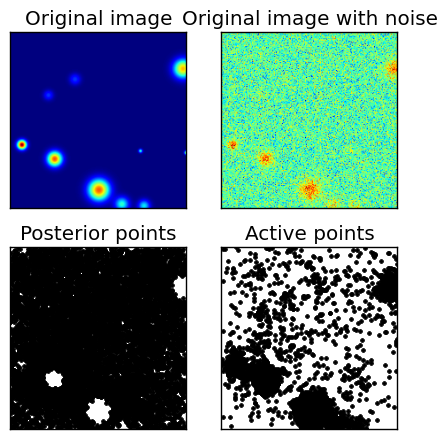 Original image
Original image with noise
Posterior points
Active points